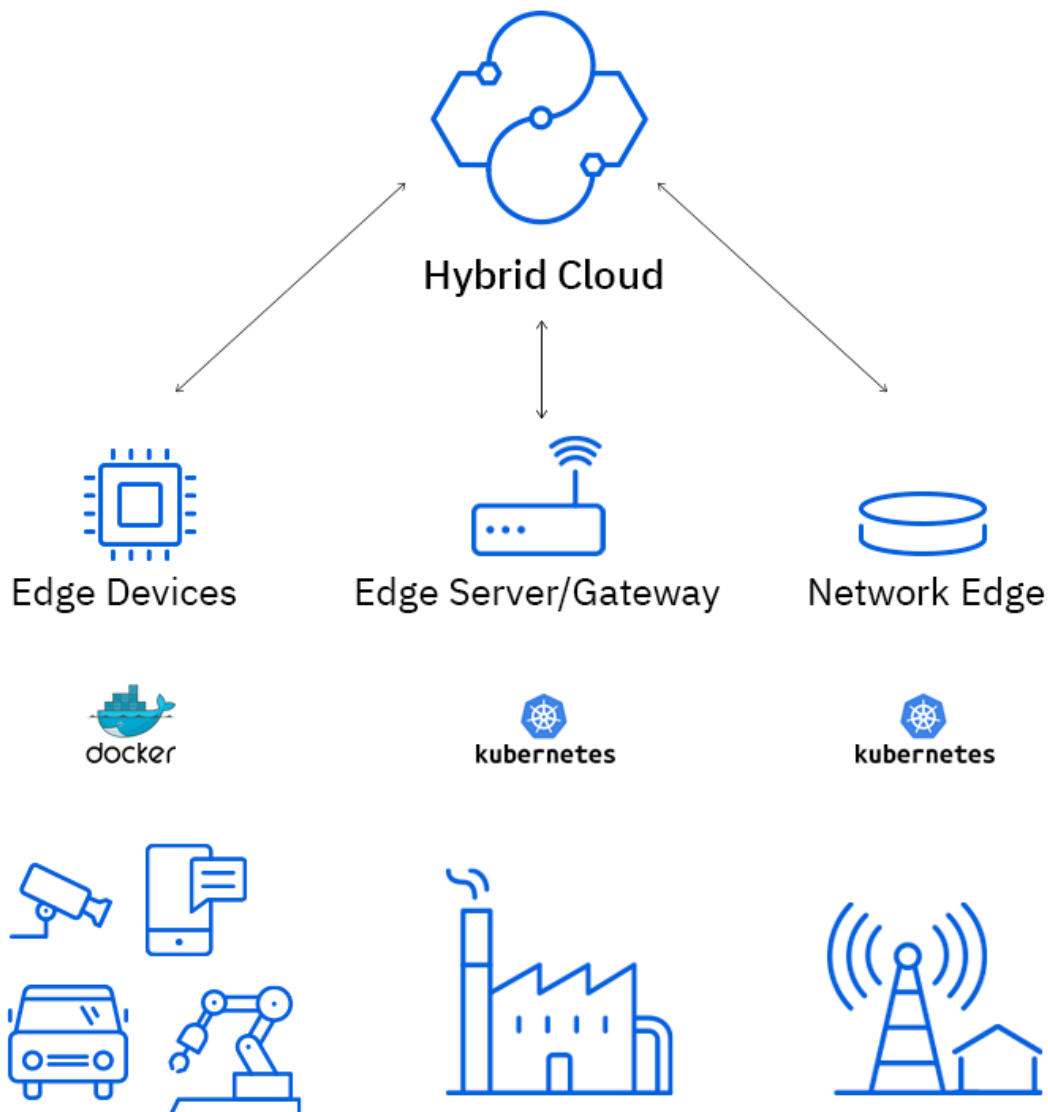 Hybrid Cloud
Edge Devices
Edge Server/Gateway
Network Edge
docker
kubernetes
kubernetes